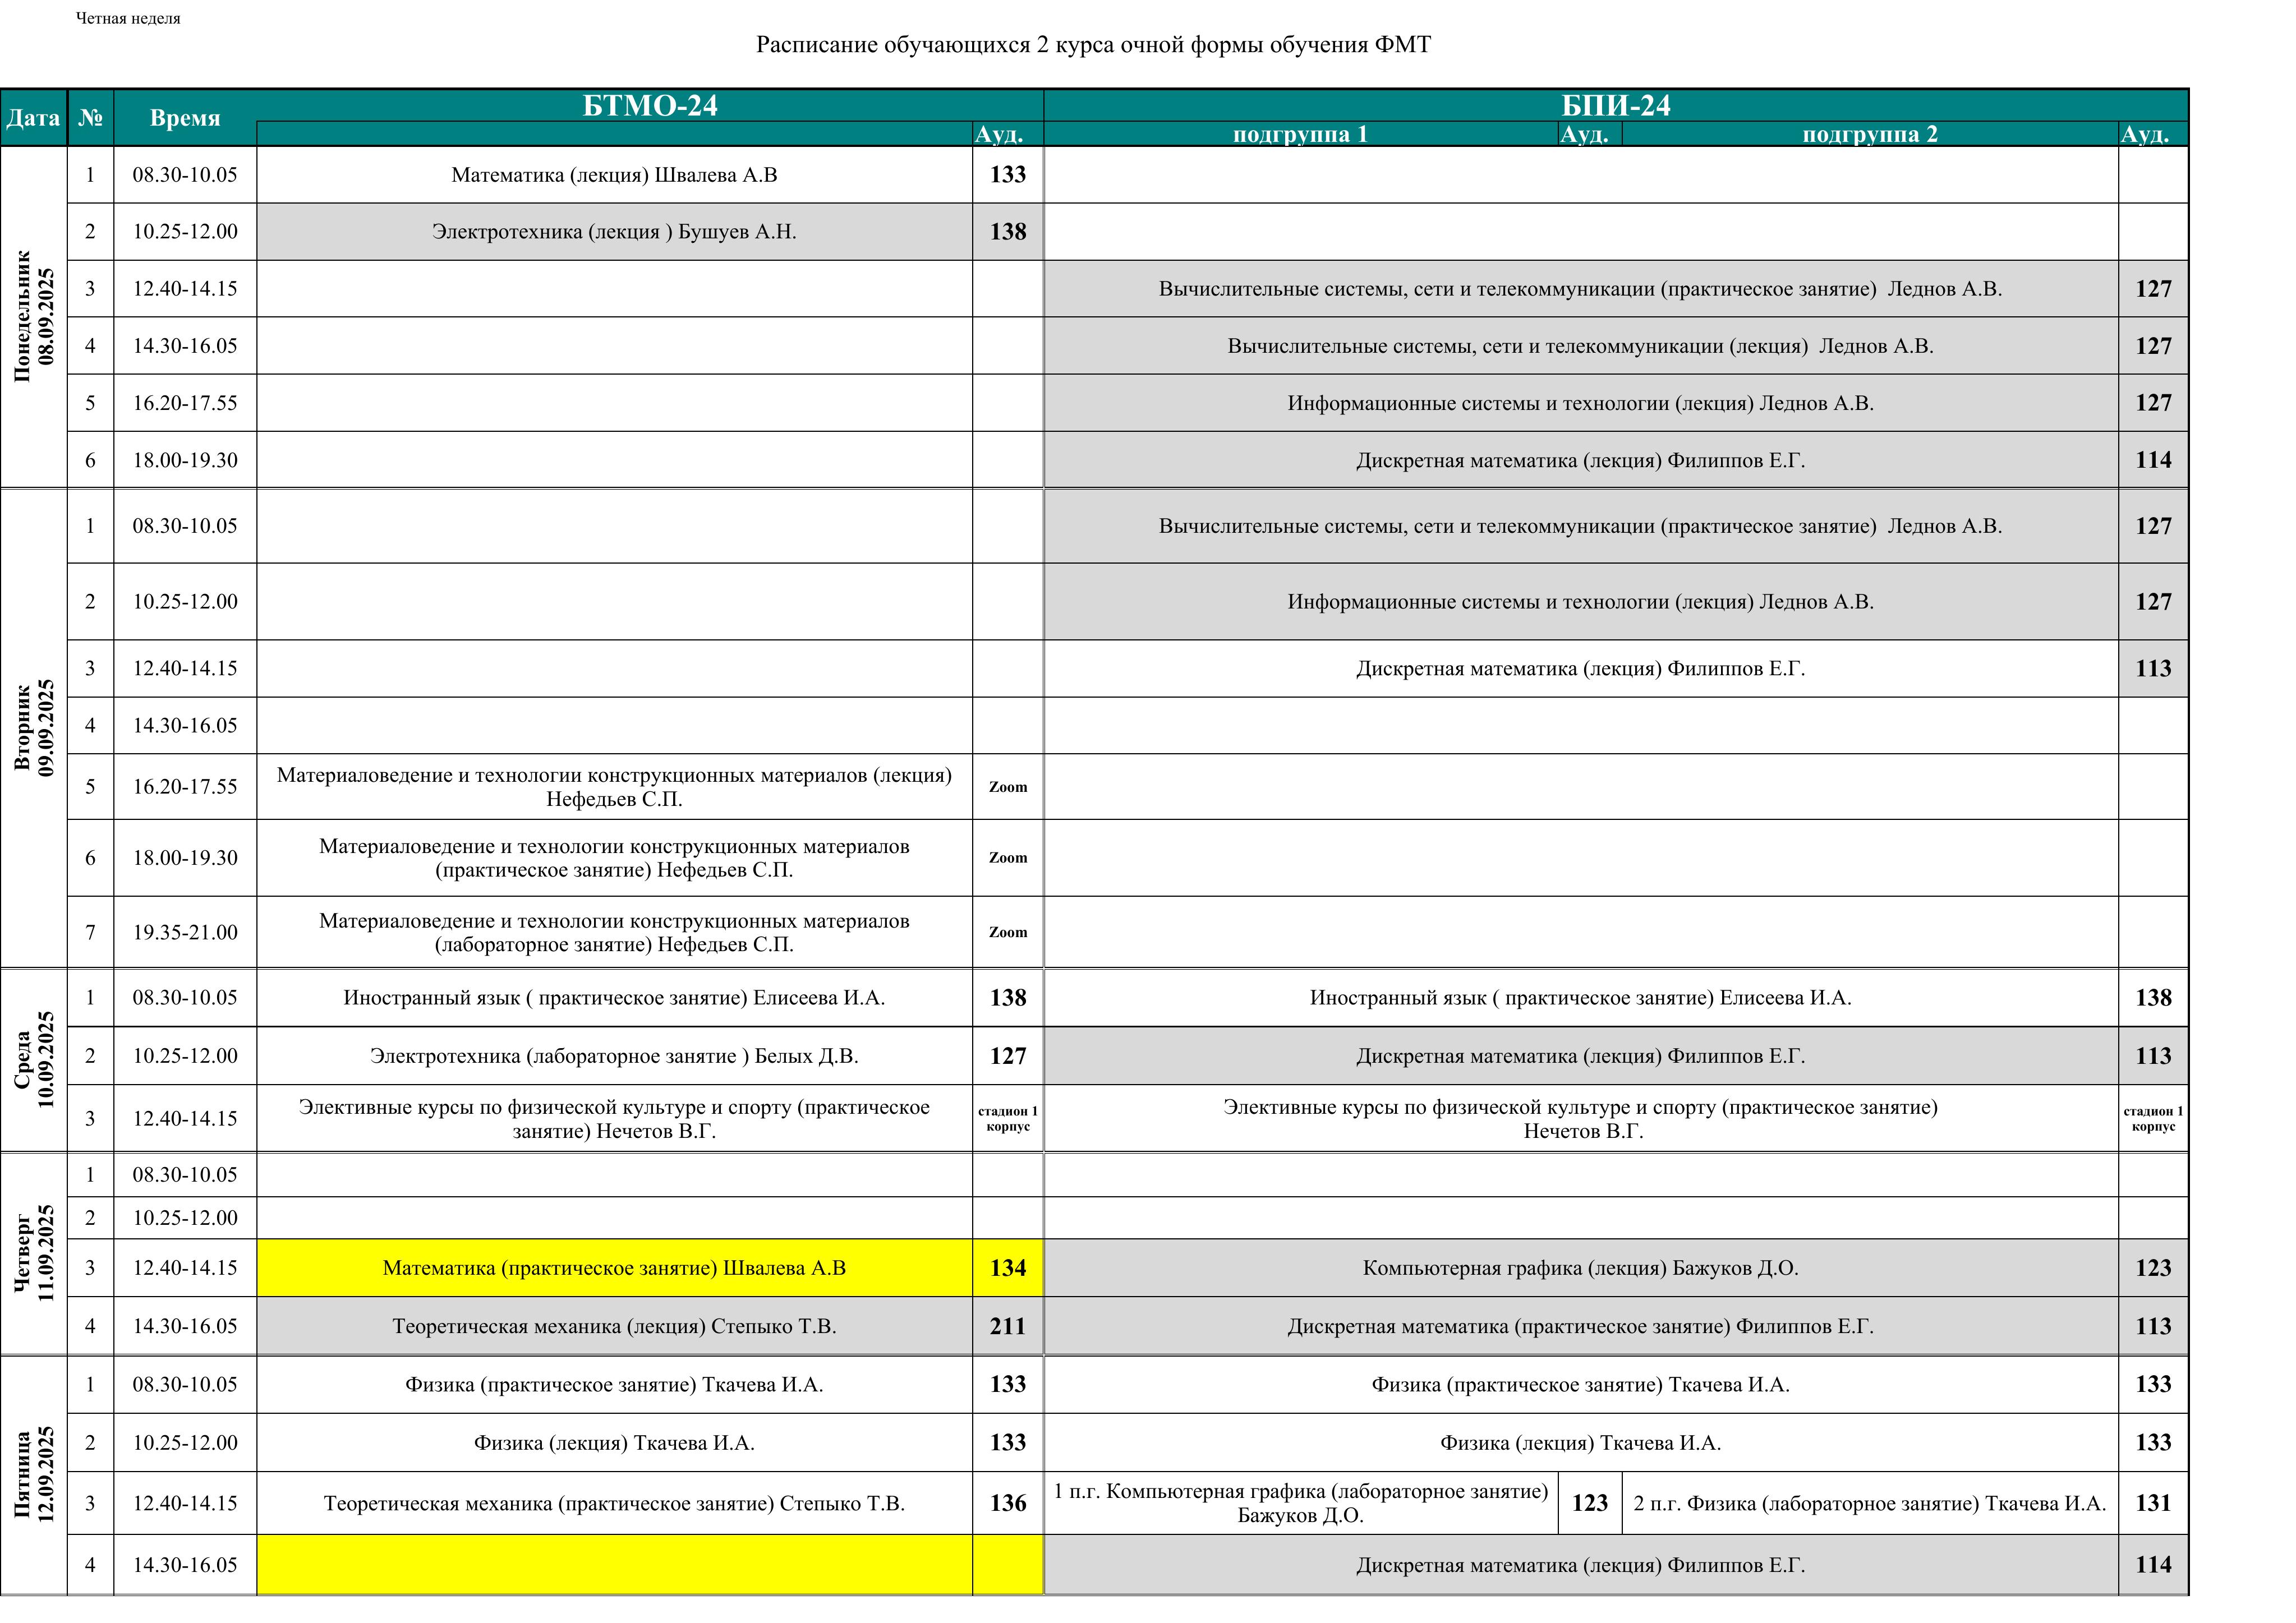 Четная неделя
Расписание обучающихся 2 курса очной формы обучения ФМТ
Дата № Время БТМО-24 БПИ-24
Ауд. подгруппа 1 Ауд. подгруппа 2 Ауд.
Понедельник
08.09.2025
1 08.30-10.05 Математика (лекция) Швалева А.В 133
2 10.25-12.00 Электротехника (лекция ) Бушуев А.Н. 138
3 12.40-14.15 Вычислительные системы, сети и телекоммуникации (практическое занятие) Леднов А.В. 127
4 14.30-16.05 Вычислительные системы, сети и телекоммуникации (лекция) Леднов А.В. 127
5 16.20-17.55 Информационные системы и технологии (лекция) Леднов А.В. 127
6 18.00-19.30 Дискретная математика (лекция) Филиппов Е.Г. 114
Вторник
09.09.2025
1 08.30-10.05 Вычислительные системы, сети и телекоммуникации (практическое занятие) Леднов А.В. 127
2 10.25-12.00 Информационные системы и технологии (лекция) Леднов А.В. 127
3 12.40-14.15 Дискретная математика (лекция) Филиппов Е.Г. 113
4 14.30-16.05
5 16.20-17.55 Материаловедение и технологии конструкционных материалов (лекция)
Нефедьев С.П. Zoom
6 18.00-19.30 Материаловедение и технологии конструкционных материалов
(практическое занятие) Нефедьев С.П. Zoom
7 19.35-21.00 Материаловедение и технологии конструкционных материалов
(лабораторное занятие) Нефедьев С.П. Zoom
Среда
10.09.2025
1 08.30-10.05 Иностранный язык ( практическое занятие) Елисеева И.А. 138 Иностранный язык ( практическое занятие) Елисеева И.А. 138
2 10.25-12.00 Электротехника (лабораторное занятие ) Белых Д.В. 127 Дискретная математика (лекция) Филиппов Е.Г. 113
3 12.40-14.15 Элективные курсы по физической культуре и спорту (практическое
занятие) Нечетов В.Г. стадион 1
корпус
Элективные курсы по физической культуре и спорту (практическое занятие)
Нечетов В.Г. стадион 1
корпус
Четверг
11.09.2025
1 08.30-10.05
2 10.25-12.00
3 12.40-14.15 Математика (практическое занятие) Швалева А.В 134 Компьютерная графика (лекция) Бажуков Д.О. 123
4 14.30-16.05 Теоретическая механика (лекция) Степыко Т.В. 211 Дискретная математика (практическое занятие) Филиппов Е.Г. 113
Пятница
12.09.2025
1 08.30-10.05 Физика (практическое занятие) Ткачева И.А. 133 Физика (практическое занятие) Ткачева И.А. 133
2 10.25-12.00 Физика (лекция) Ткачева И.А. 133 Физика (лекция) Ткачева И.А. 133
3 12.40-14.15 Теоретическая механика (практическое занятие) Степыко Т.В. 136 1 п.г. Компьютерная графика (лабораторное занятие)
Бажуков Д.О. 123 2 п.г. Физика (лабораторное занятие) Ткачева И.А. 131
4 14.30-16.05 Дискретная математика (лекция) Филиппов Е.Г. 114